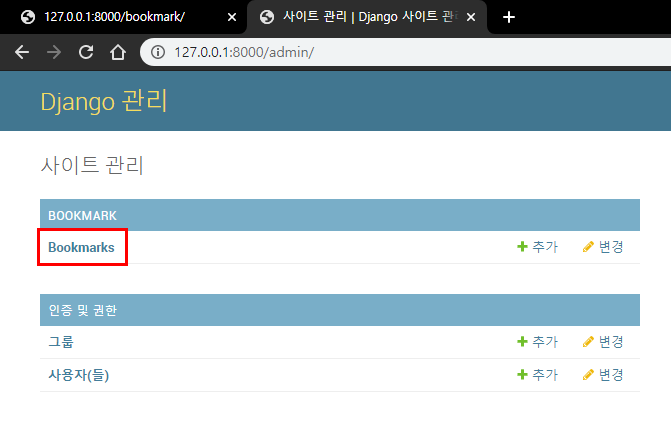 127.0.0.1:8000/bookmark/
사이트 관리 | Django 사이트 관
127.0.0.1:8000/admin/
Django 관리
사이트 관리
BOOKMARK
Bookmarks 추가 변경
인증 및 권한
그룹 추가 변경
사용자(들) 추가 변경